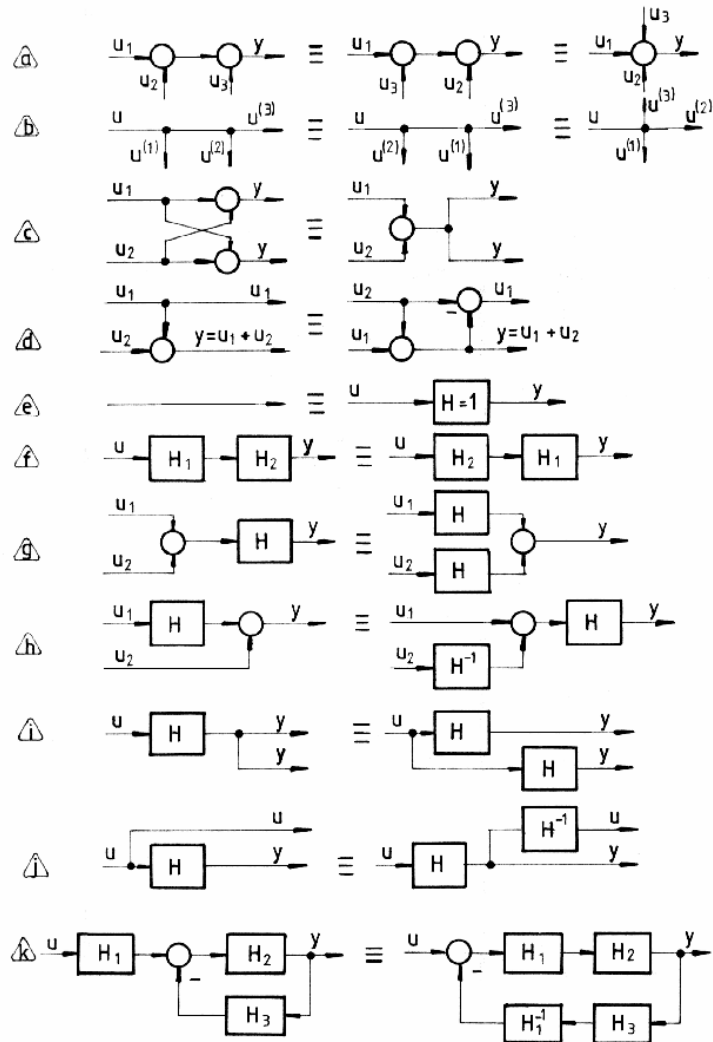 u₃
a u₁ y ≡ u₁ y ≡ u₁ y
u₂ u₃ u₃ u₂ u₂
b u u⁽³⁾ ≡ u u⁽³⁾ ≡ u u⁽³⁾ u⁽²⁾
u⁽¹⁾ u⁽²⁾ u⁽²⁾ u⁽¹⁾ u⁽¹⁾
u₁ y u₁ y
c ≡
u₂ y u₂ y
u₁ u₁ u₂ - u₁
d u₂ y=u₁+u₂ ≡ u₁ y=u₁+u₂
e ≡ u H=1 y
f u H₁ H₂ y ≡ u H₂ H₁ y
u₁ u₁ H
g H y ≡ y
u₂ u₂ H
u₁ H y ≡ u₁ H y
h
u₂ u₂ H⁻¹
i u H y ≡ u H y
y H y
u H⁻¹ u
j u H y ≡ u H y
k u H₁ H₂ y ≡ u H₁ H₂ y
- -
H₃ H₁⁻¹ H₃